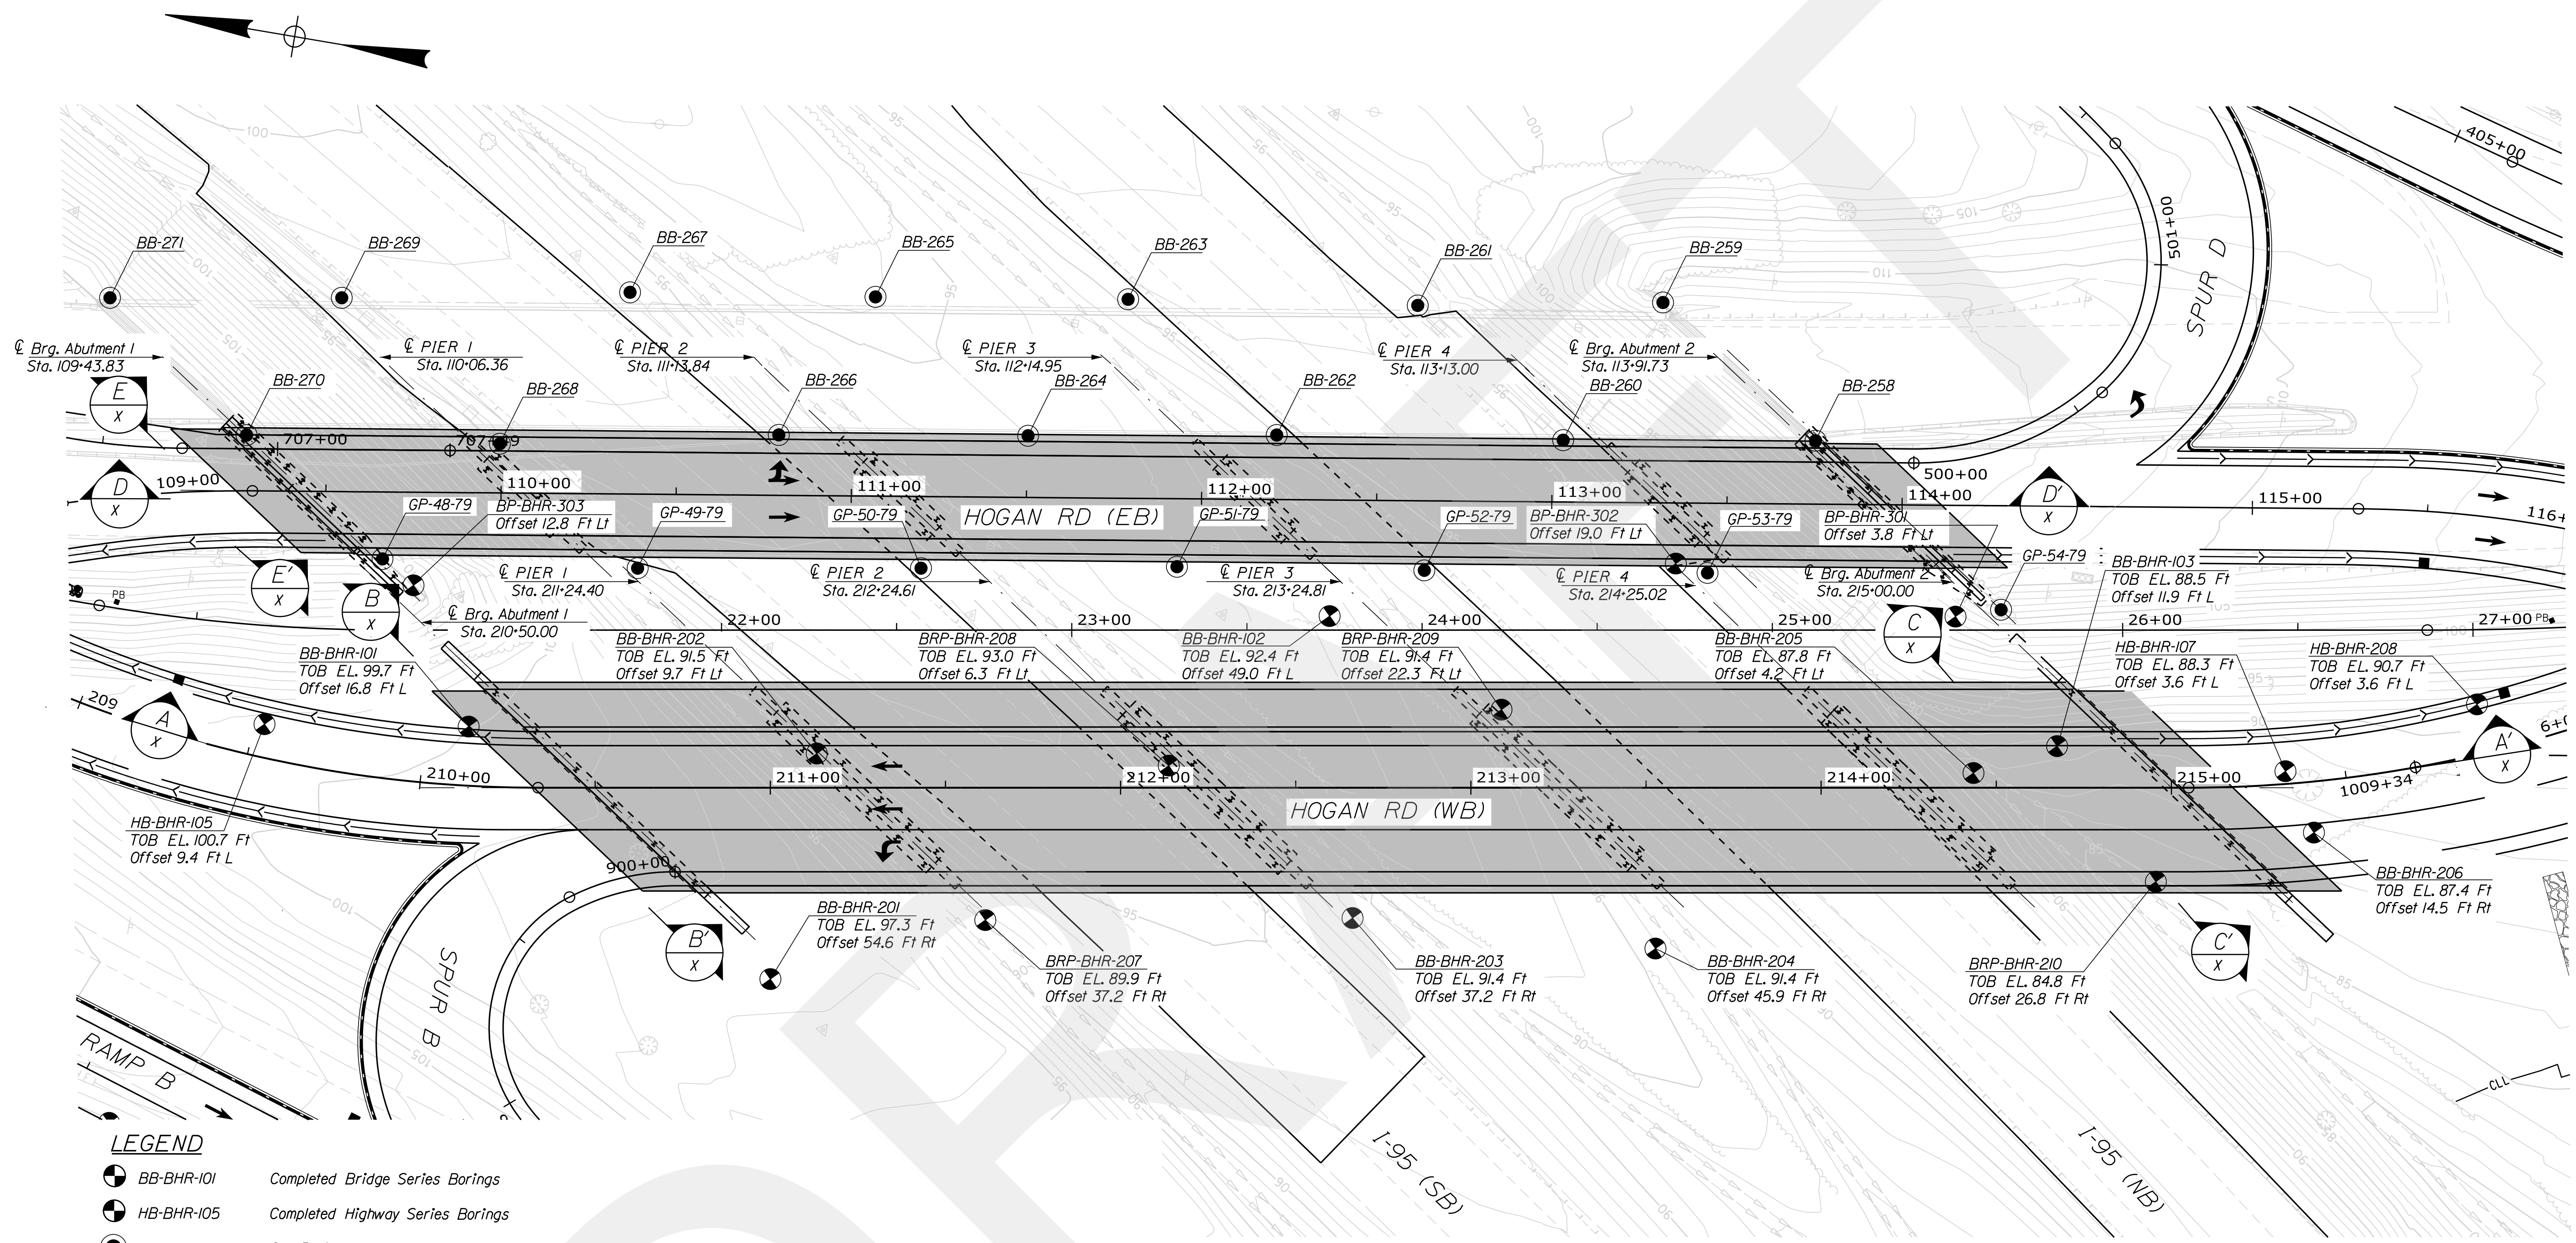 405+00
501+00
SPUR D
BB-271
BB-269
BB-267
BB-265
BB-263
BB-261
BB-259
℄ Brg. Abutment 1
Sta. 109+43.83
℄ PIER 1
Sta. 110+06.36
℄ PIER 2
Sta. 111+13.84
℄ PIER 3
Sta. 112+14.95
℄ PIER 4
Sta. 113+13.00
℄ Brg. Abutment 2
Sta. 113+91.73
E
X
BB-270
BB-268
BB-266
BB-264
BB-262
BB-260
BB-258
707+00
500+00
D
X
109+00
110+00
111+00
112+00
113+00
114+00
115+00
D'
X
GP-48-79
BP-BHR-303
Offset 12.8 Ft Lt
GP-49-79
GP-50-79
HOGAN RD (EB)
GP-51-79
GP-52-79
BP-BHR-302
Offset 19.0 Ft Lt
GP-53-79
BP-BHR-301
Offset 3.8 Ft Lt
GP-54-79
E'
X
B
X
℄ PIER 1
Sta. 211+24.40
℄ PIER 2
Sta. 212+24.61
℄ PIER 3
Sta. 213+24.81
℄ PIER 4
Sta. 214+25.02
℄ Brg. Abutment 2
Sta. 215+00.00
BB-BHR-103
TOB EL. 88.5 Ft
Offset 11.9 Ft L
PB
℄ Brg. Abutment 1
Sta. 210+50.00
22+00
23+00
24+00
25+00
26+00
27+00
PB
C
X
BB-BHR-101
TOB EL. 99.7 Ft
Offset 16.8 Ft L
BB-BHR-202
TOB EL. 91.5 Ft
Offset 9.7 Ft Lt
BRP-BHR-208
TOB EL. 93.0 Ft
Offset 6.3 Ft Lt
BB-BHR-102
TOB EL. 92.4 Ft
Offset 49.0 Ft L
BRP-BHR-209
TOB EL. 91.4 Ft
Offset 22.3 Ft Lt
BB-BHR-205
TOB EL. 87.8 Ft
Offset 4.2 Ft Lt
HB-BHR-107
TOB EL. 88.3 Ft
Offset 3.6 Ft L
HB-BHR-208
TOB EL. 90.7 Ft
Offset 3.6 Ft L
209
A
X
A'
X
210+00
211+00
212+00
213+00
214+00
215+00
1009+34
HOGAN RD (WB)
HB-BHR-105
TOB EL. 100.7 Ft
Offset 9.4 Ft L
900+00
BB-BHR-206
TOB EL. 87.4 Ft
Offset 14.5 Ft Rt
BB-BHR-201
TOB EL. 97.3 Ft
Offset 54.6 Ft Rt
B'
X
C'
X
SPUR B
BRP-BHR-207
TOB EL. 89.9 Ft
Offset 37.2 Ft Rt
BB-BHR-203
TOB EL. 91.4 Ft
Offset 37.2 Ft Rt
BB-BHR-204
TOB EL. 91.4 Ft
Offset 45.9 Ft Rt
BRP-BHR-210
TOB EL. 84.8 Ft
Offset 26.8 Ft Rt
RAMP B
CLL
I-95 (SB)
I-95 (NB)
LEGEND
BB-BHR-101 Completed Bridge Series Borings
HB-BHR-105 Completed Highway Series Borings